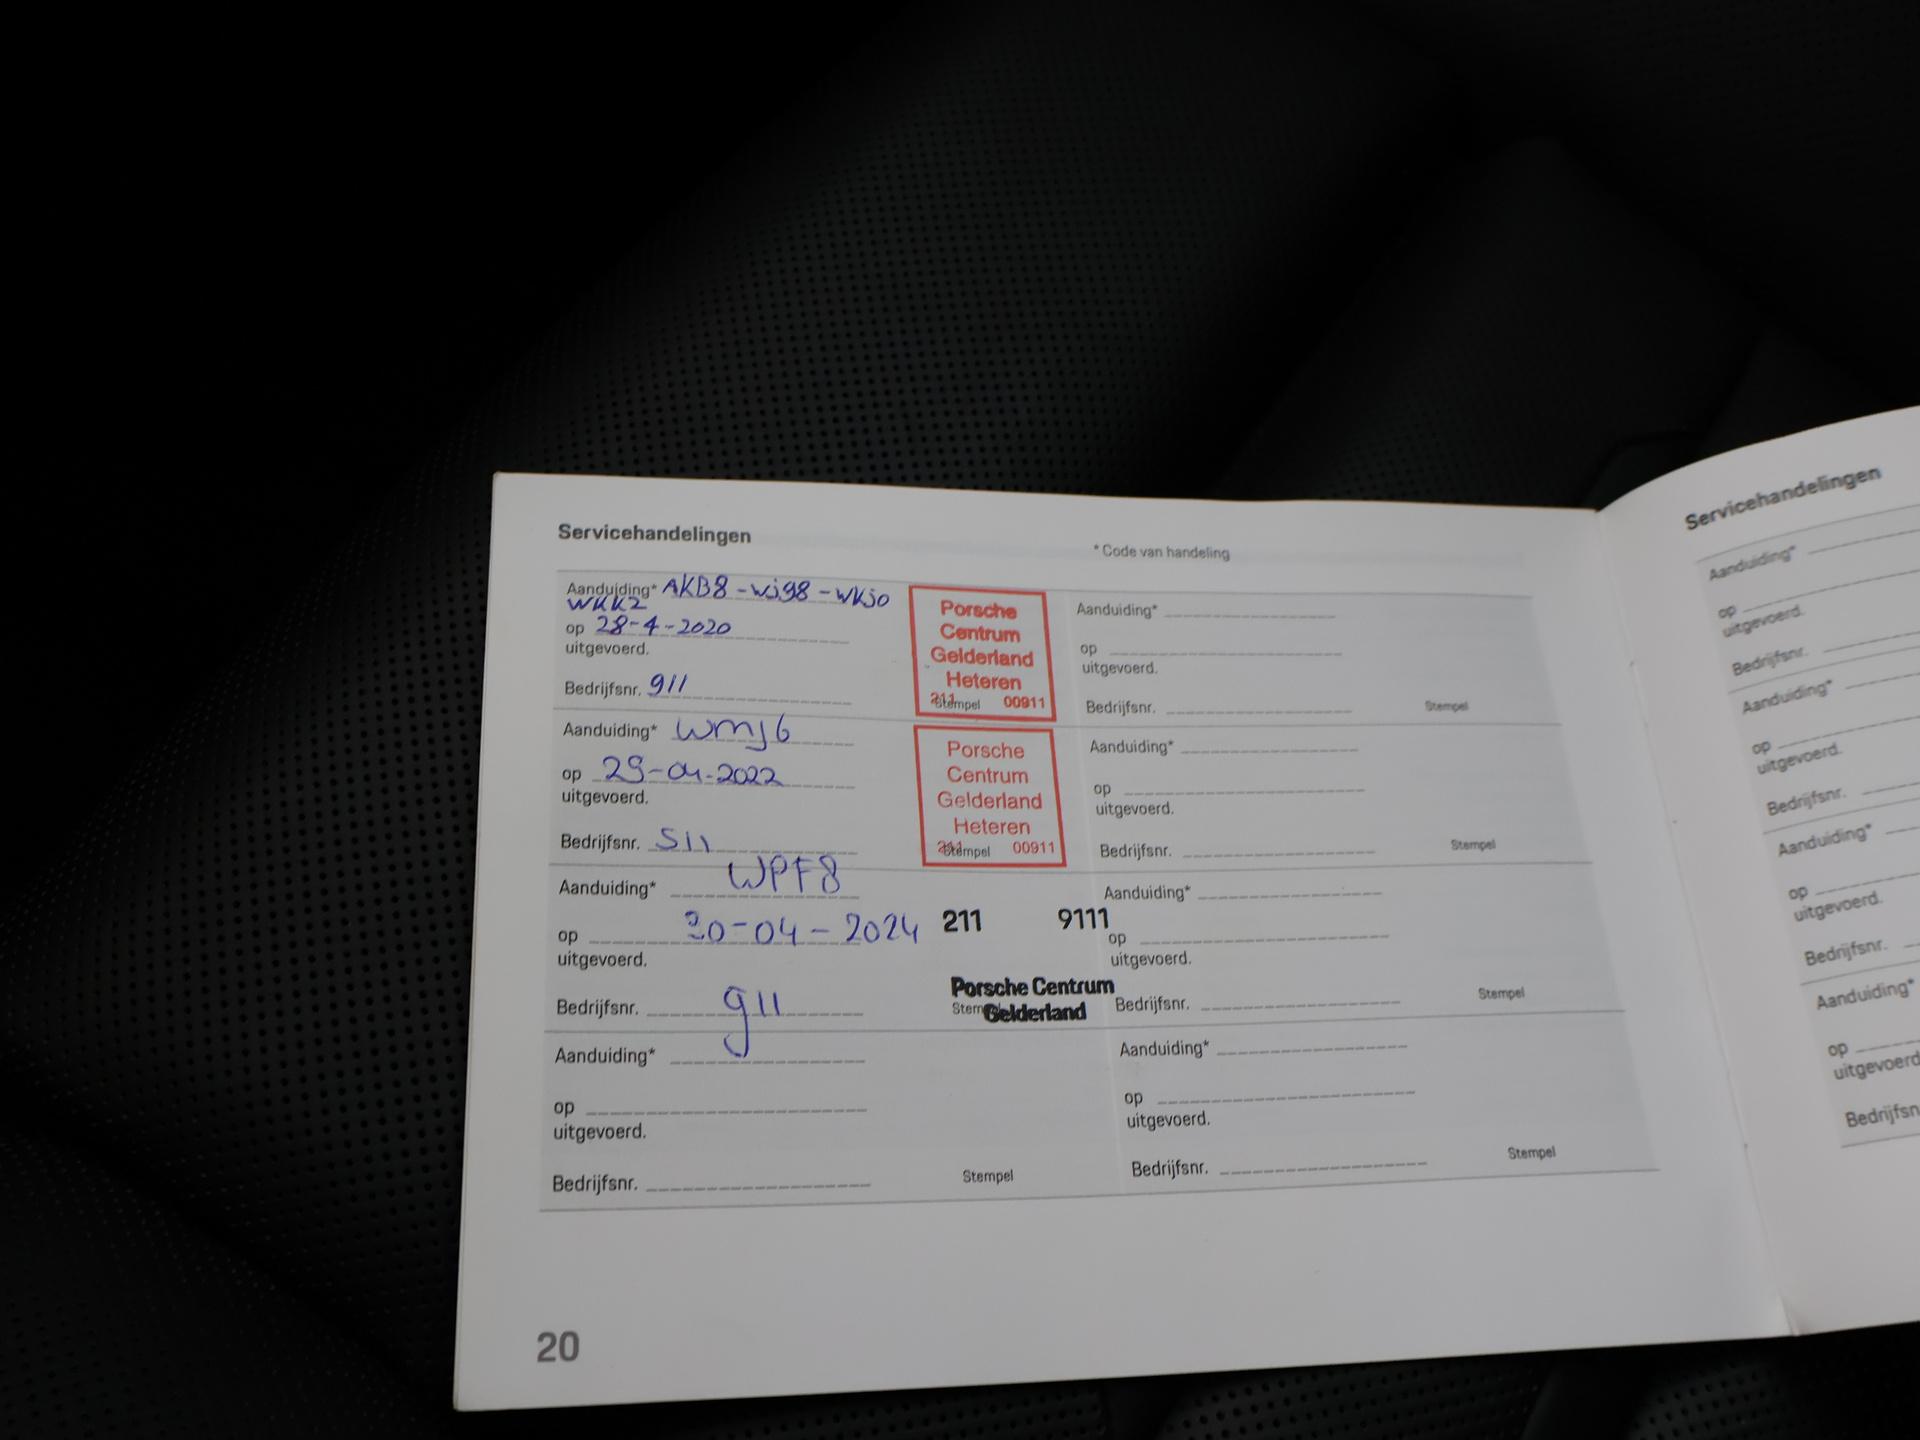 Servicehandelingen
* Code van handeling
Aanduiding* AKB8 - WJ98 - WKJ0
WKK2
op 28-4-2020
uitgevoerd.
Bedrijfsnr. 911
Porsche
Centrum
Gelderland
Heteren
211 Stempel 00911
Aanduiding* WMJ6
op 29-04-2022
uitgevoerd.
Bedrijfsnr. 911
Porsche
Centrum
Gelderland
Heteren
211 Stempel 00911
Aanduiding* WPF8
op 30-04-2024
uitgevoerd.
Bedrijfsnr. 911
211 9111
Porsche Centrum
Gelderland
Aanduiding*
op
uitgevoerd.
Bedrijfsnr. Stempel
Aanduiding*
op
uitgevoerd.
Bedrijfsnr. Stempel
Aanduiding*
op
uitgevoerd.
Bedrijfsnr. Stempel
Aanduiding*
op
uitgevoerd.
Bedrijfsnr. Stempel
Aanduiding*
op
uitgevoerd.
Bedrijfsnr. Stempel
20
Servicehandelingen
Aanduiding*
op
uitgevoerd.
Bedrijfsnr.
Aanduiding*
op
uitgevoerd.
Bedrijfsnr.
Aanduiding*
op
uitgevoerd.
Bedrijfsnr.
Aanduiding*
op
uitgevoerd
Bedrijfsn